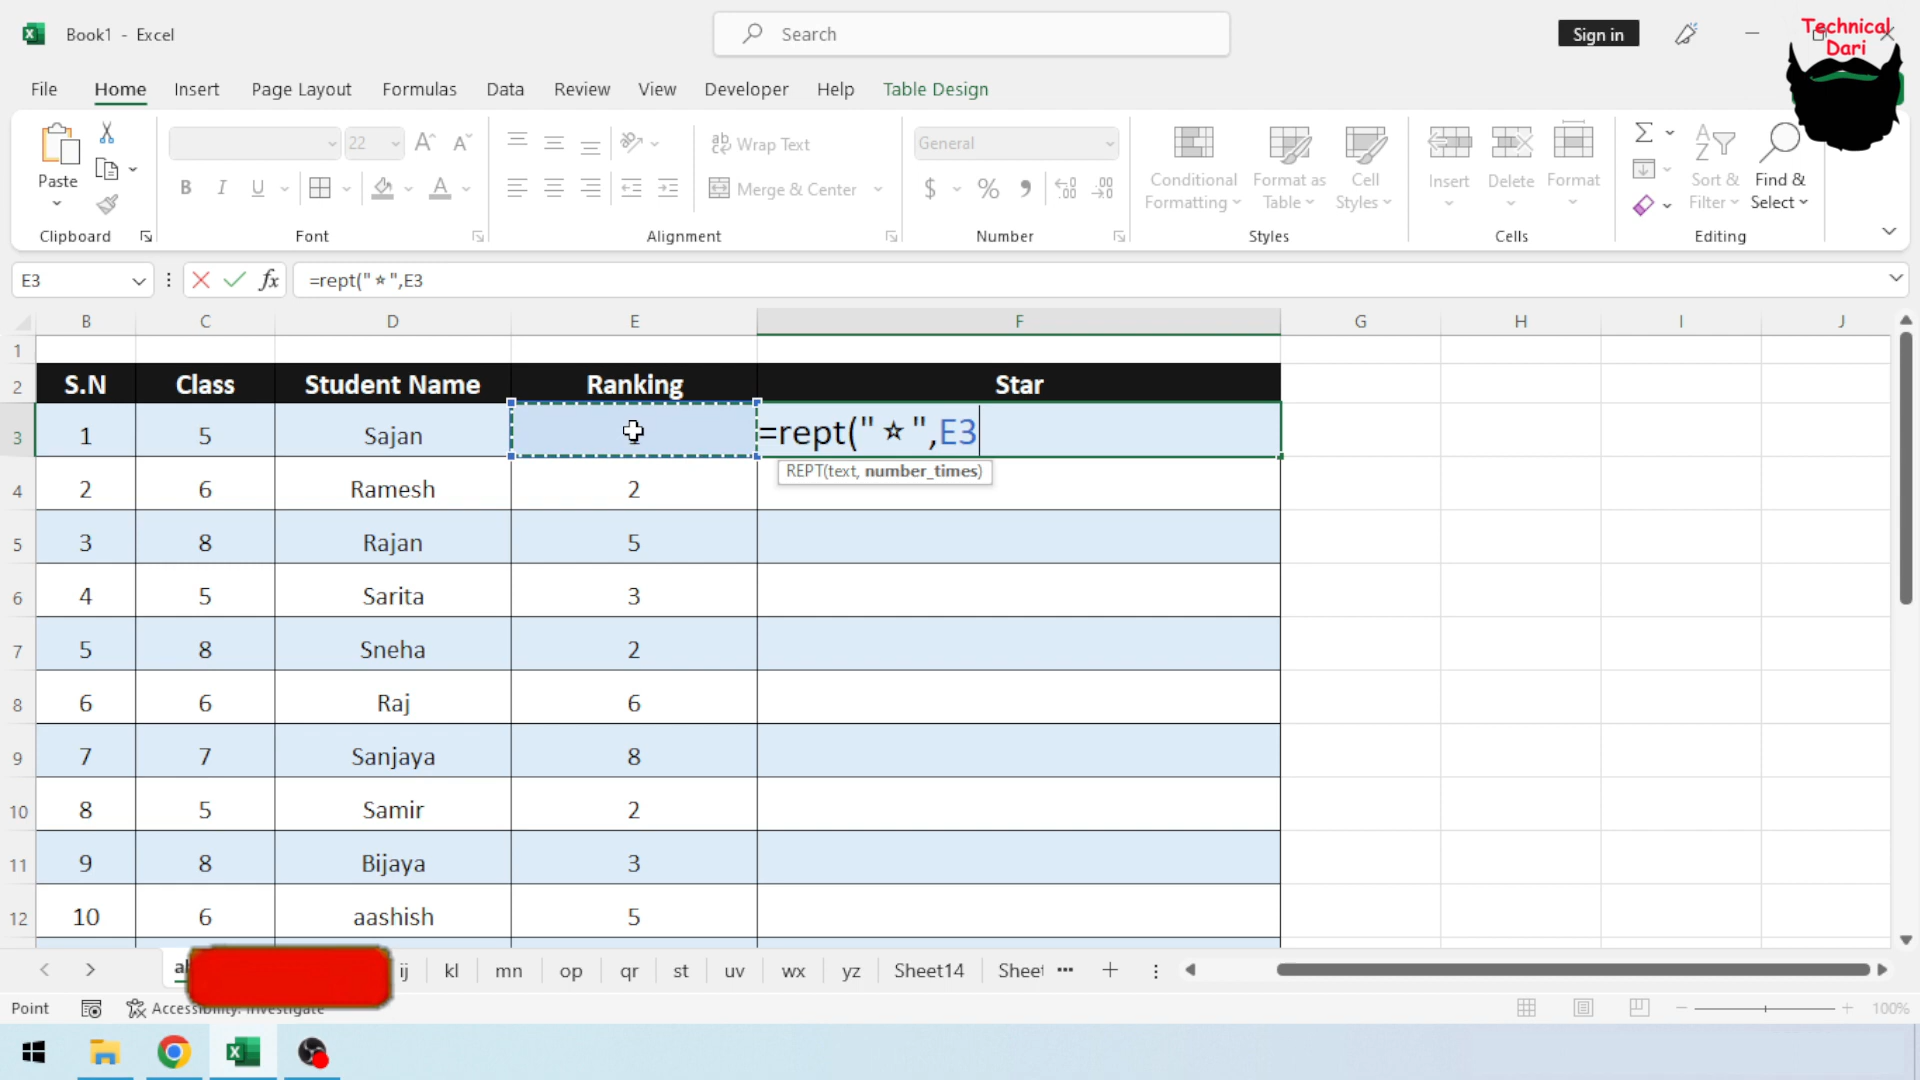 Book1 - Excel
Search
Sign in
Technical
Dari
File Home Insert Page Layout Formulas Data Review View Developer Help Table Design
Paste
22
Wrap Text
Merge & Center
General
Conditional
Formatting
Format as
Table
Cell
Styles
Insert
Delete
Format
Sort &
Filter
Find &
Select
Clipboard Font Alignment Number Styles Cells Editing
E3
fx
=rept("⭐",E3
B C D E F G H I J
1
2 S.N Class Student Name Ranking Star
3 1 5 Sajan =rept("⭐",E3
REPT(text, number_times)
4 2 6 Ramesh 2
5 3 8 Rajan 5
6 4 5 Sarita 3
7 5 8 Sneha 2
8 6 6 Raj 6
9 7 7 Sanjaya 8
10 8 5 Samir 2
11 9 8 Bijaya 3
12 10 6 aashish 5
ij kl mn op qr st uv wx yz Sheet14 Sheet ...
Point
Accessibility: Investigate
100%